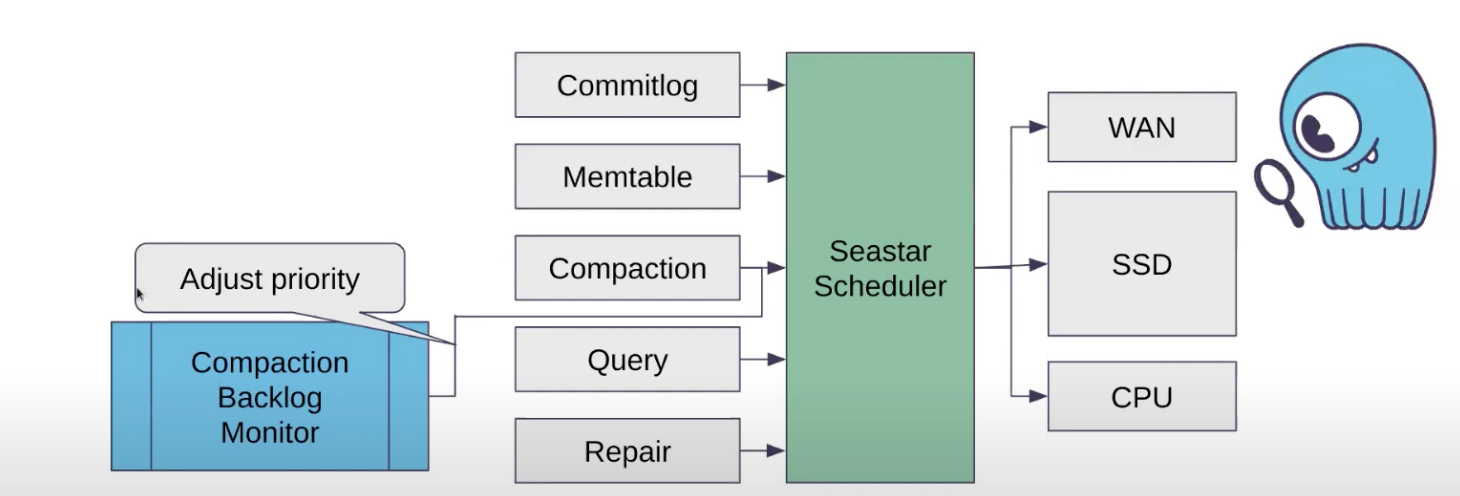 Commitlog
Memtable
Compaction
Query
Repair
Adjust priority
Compaction
Backlog
Monitor
Seastar
Scheduler
WAN
SSD
CPU